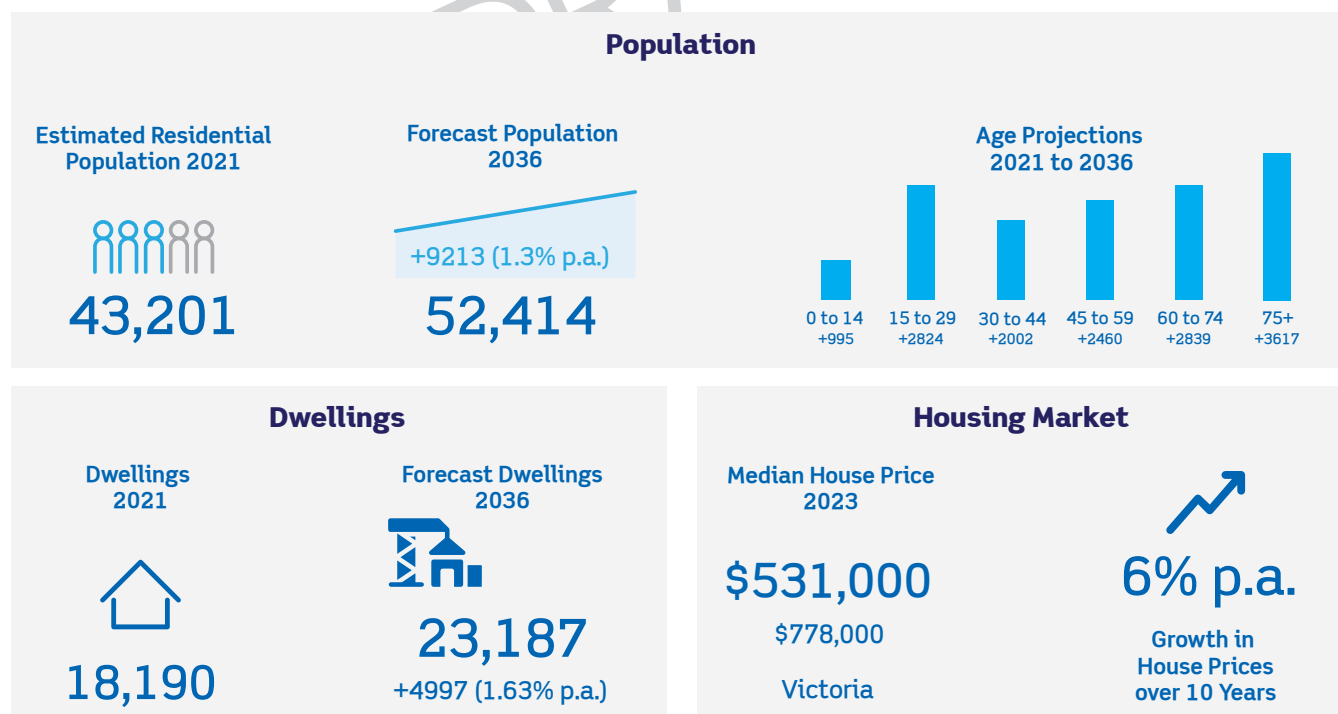 Population
Estimated Residential
Population 2021
43,201
Forecast Population
2036
+9213 (1.3% p.a.)
52,414
Age Projections
2021 to 2036
0 to 14
+995
15 to 29
+2824
30 to 44
+2002
45 to 59
+2460
60 to 74
+2839
75+
+3617
Dwellings
Dwellings
2021
18,190
Forecast Dwellings
2036
23,187
+4997 (1.63% p.a.)
Housing Market
Median House Price
2023
$531,000
$778,000
Victoria
6% p.a.
Growth in
House Prices
over 10 Years